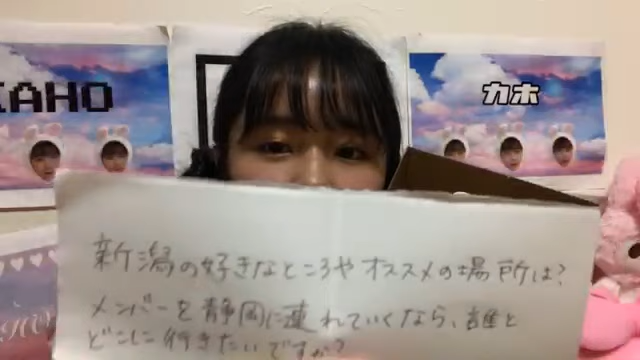 KAHO
カホ
新潟の好きなところやオススメの場所は?
メンバーを静岡に連れていくなら、誰と
どこに行きたいですか?